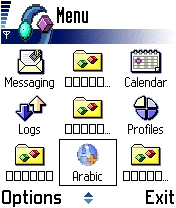 Menu
Messaging □□□□□... Calendar
Logs □□□□□... Profiles
□□□□□□ Arabic □□□□□...
Options Exit